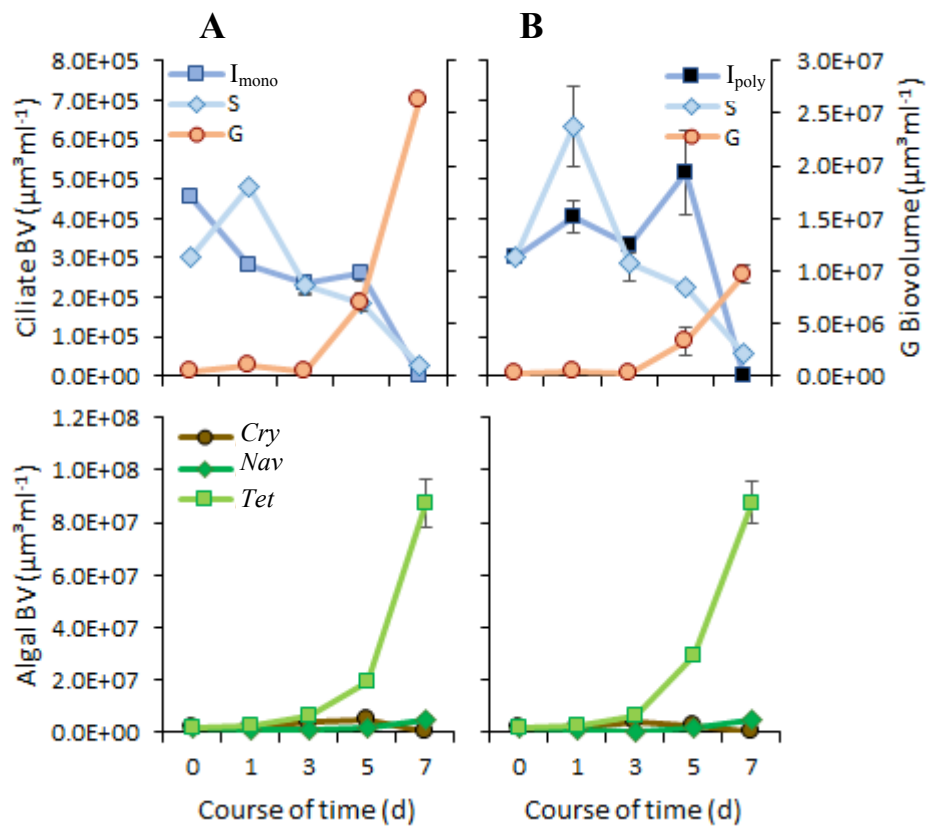 A
B
Ciliate BV (µm³ml⁻¹)
8.0E+05
7.0E+05
6.0E+05
5.0E+05
4.0E+05
3.0E+05
2.0E+05
1.0E+05
0.0E+00
I_mono
S
G
I_poly
S
G
3.0E+07
2.5E+07
2.0E+07
1.5E+07
1.0E+07
5.0E+06
0.0E+00
G Biovolume(µm³ml⁻¹)
Algal BV (µm³ml⁻¹)
1.2E+08
1.0E+08
8.0E+07
6.0E+07
4.0E+07
2.0E+07
0.0E+00
Cry
Nav
Tet
0 1 3 5 7
0 1 3 5 7
Course of time (d)
Course of time (d)